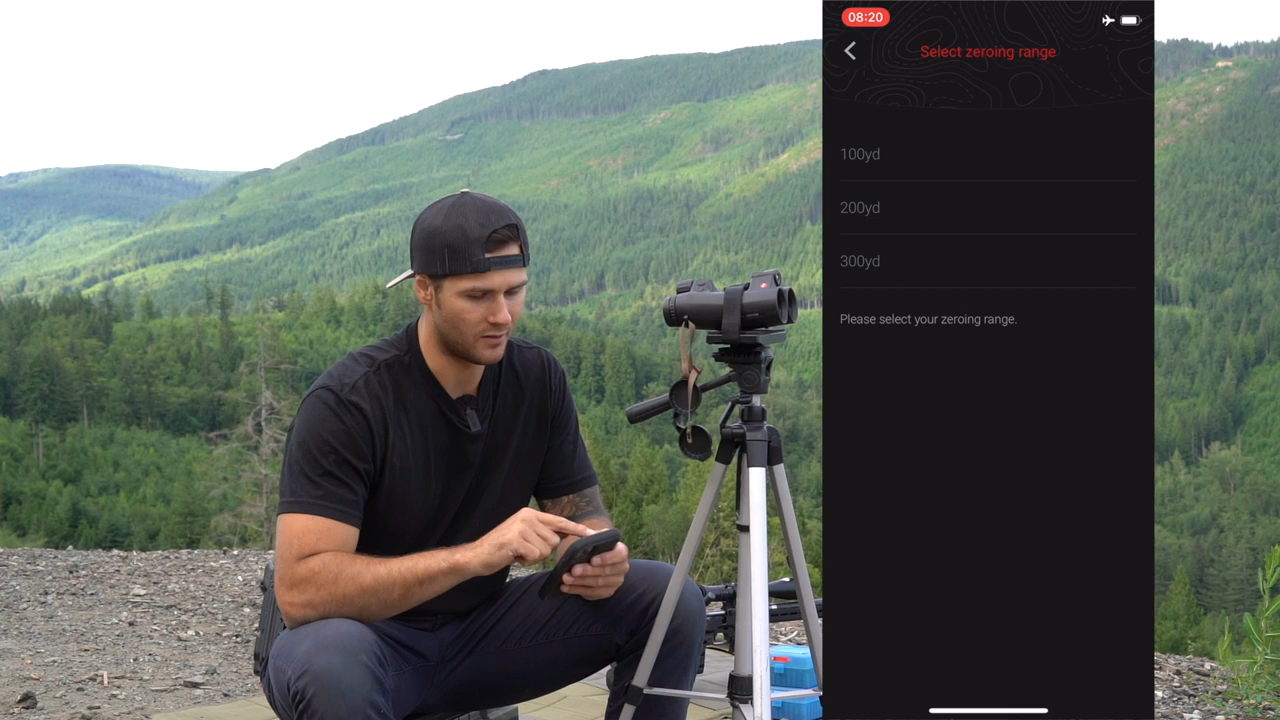 08:20
Select zeroing range
100yd
200yd
300yd
Please select your zeroing range.